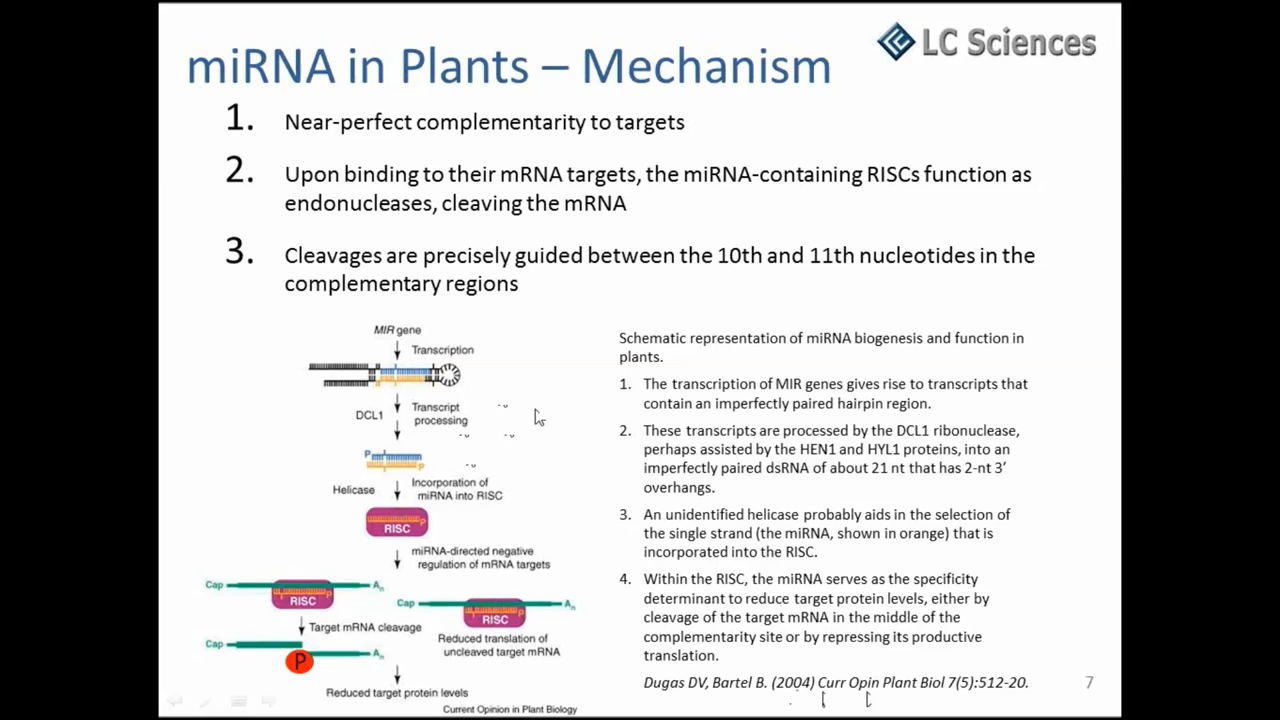 LC Sciences
miRNA in Plants – Mechanism
1. Near-perfect complementarity to targets
2. Upon binding to their mRNA targets, the miRNA-containing RISCs function as
endonucleases, cleaving the mRNA
3. Cleavages are precisely guided between the 10th and 11th nucleotides in the
complementary regions
MIR gene
Transcription
DCL1
Transcript
processing
P
P
Helicase
Incorporation of
miRNA into RISC
P
RISC
miRNA-directed negative
regulation of mRNA targets
Cap
P
An
RISC
Cap
P
An
RISC
Target mRNA cleavage
Reduced translation of
uncleaved target mRNA
Cap
An
P
Reduced target protein levels
Current Opinion in Plant Biology
Schematic representation of miRNA biogenesis and function in
plants.
1. The transcription of MIR genes gives rise to transcripts that
contain an imperfectly paired hairpin region.
2. These transcripts are processed by the DCL1 ribonuclease,
perhaps assisted by the HEN1 and HYL1 proteins, into an
imperfectly paired dsRNA of about 21 nt that has 2-nt 3’
overhangs.
3. An unidentified helicase probably aids in the selection of
the single strand (the miRNA, shown in orange) that is
incorporated into the RISC.
4. Within the RISC, the miRNA serves as the specificity
determinant to reduce target protein levels, either by
cleavage of the target mRNA in the middle of the
complementarity site or by repressing its productive
translation.
Dugas DV, Bartel B. (2004) Curr Opin Plant Biol 7(5):512-20.
7